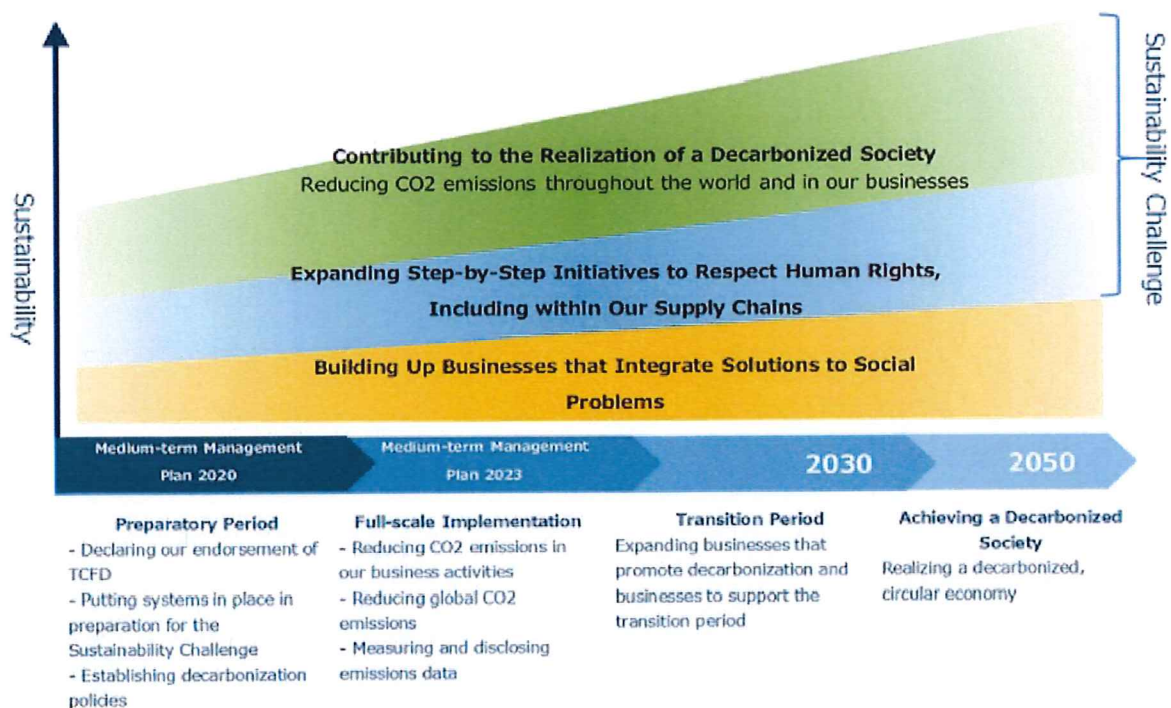 Sustainability
Sustainability Challenge
Contributing to the Realization of a Decarbonized Society
Reducing CO2 emissions throughout the world and in our businesses
Expanding Step-by-Step Initiatives to Respect Human Rights,
Including within Our Supply Chains
Building Up Businesses that Integrate Solutions to Social
Problems
Medium-term Management
Plan 2020
Medium-term Management
Plan 2023
2030
2050
Preparatory Period
- Declaring our endorsement of
TCFD
- Putting systems in place in
preparation for the
Sustainability Challenge
- Establishing decarbonization
policies
Full-scale Implementation
- Reducing CO2 emissions in
our business activities
- Reducing global CO2
emissions
- Measuring and disclosing
emissions data
Transition Period
Expanding businesses that
promote decarbonization and
businesses to support the
transition period
Achieving a Decarbonized
Society
Realizing a decarbonized,
circular economy